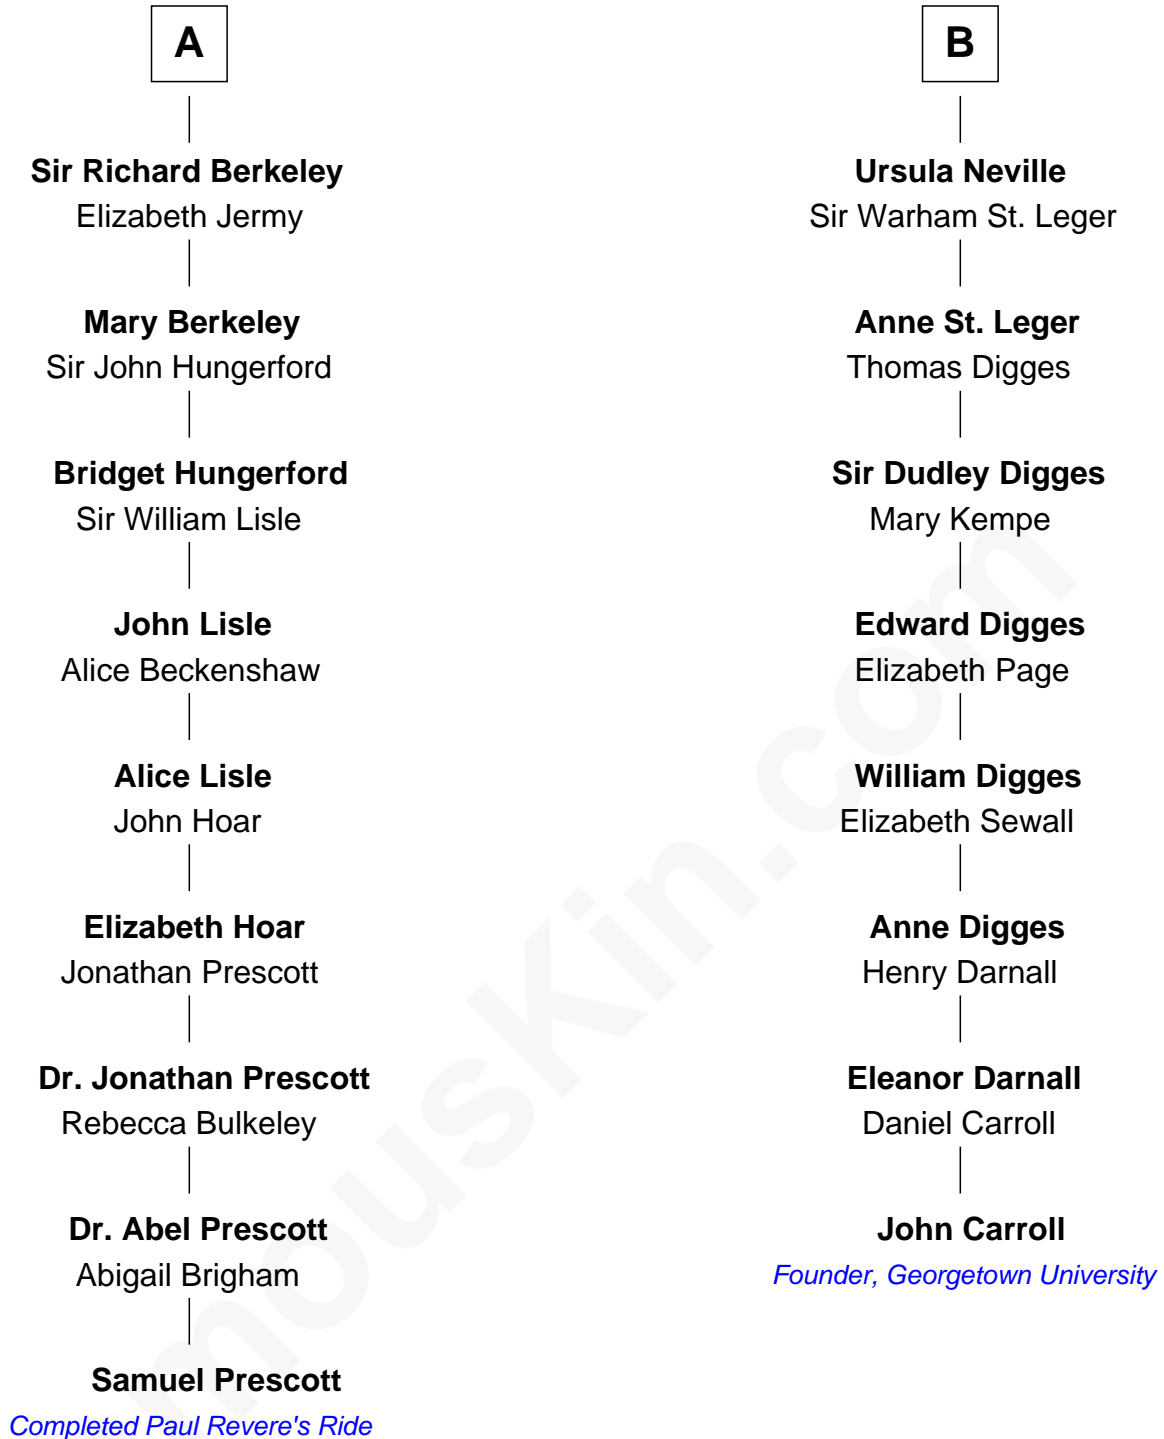 A
Sir Richard Berkeley
Elizabeth Jermy
Mary Berkeley
Sir John Hungerford
Bridget Hungerford
Sir William Lisle
John Lisle
Alice Beckenshaw
Alice Lisle
John Hoar
Elizabeth Hoar
Jonathan Prescott
Dr. Jonathan Prescott
Rebecca Bulkeley
Dr. Abel Prescott
Abigail Brigham
Samuel Prescott
Completed Paul Revere's Ride
B
Ursula Neville
Sir Warham St. Leger
Anne St. Leger
Thomas Digges
Sir Dudley Digges
Mary Kempe
Edward Digges
Elizabeth Page
William Digges
Elizabeth Sewall
Anne Digges
Henry Darnall
Eleanor Darnall
Daniel Carroll
John Carroll
Founder, Georgetown University
mouskin.com